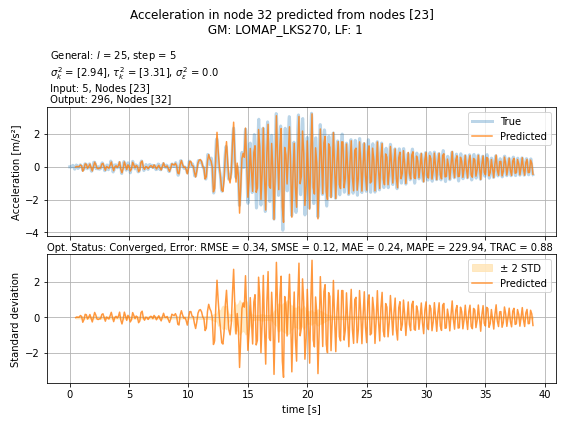 Acceleration in node 32 predicted from nodes [23]
GM: LOMAP_LKS270, LF: 1
General: l = 25, step = 5
σ²ₖ = [2.94], τ²ₖ = [3.31], σ²ε = 0.0
Input: 5, Nodes [23]
Output: 296, Nodes [32]
Acceleration [m/s²]
2
0
−2
−4
True
Predicted
Opt. Status: Converged, Error: RMSE = 0.34, SMSE = 0.12, MAE = 0.24, MAPE = 229.94, TRAC = 0.88
Standard deviation
2
0
−2
± 2 STD
Predicted
0 5 10 15 20 25 30 35 40
time [s]